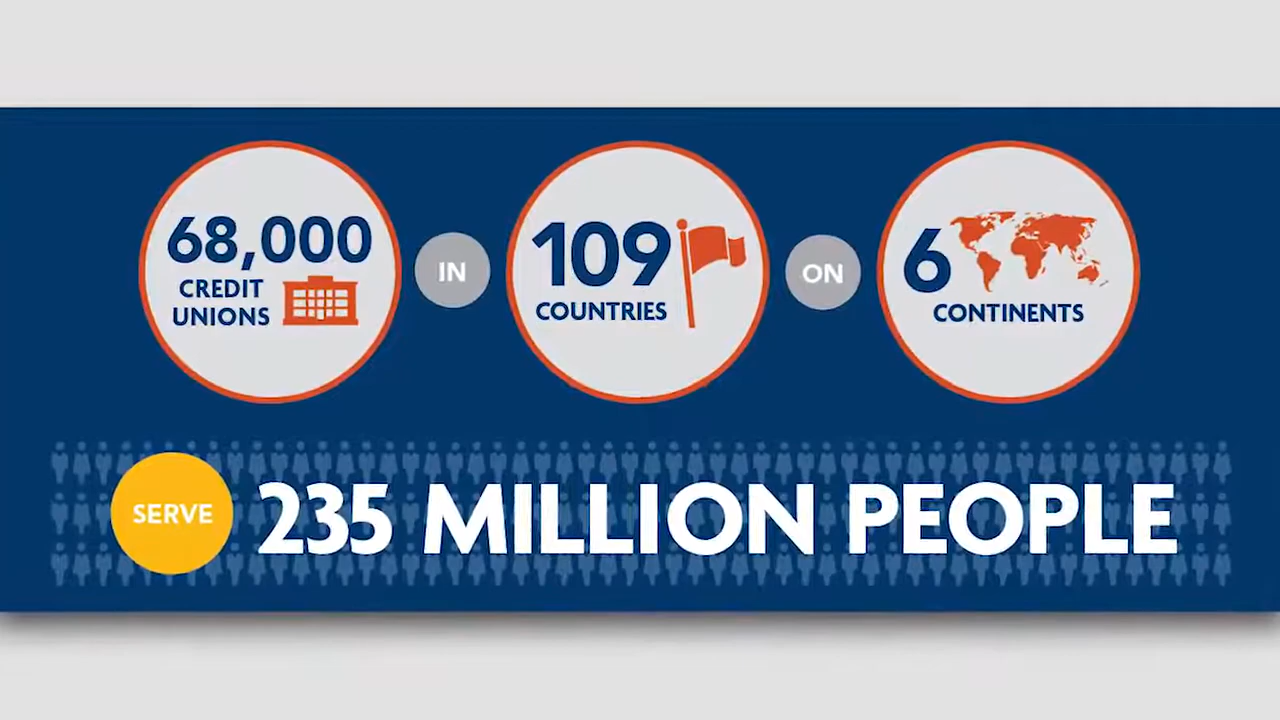 68,000
CREDIT
UNIONS
IN
109
COUNTRIES
ON
6
CONTINENTS
SERVE
235 MILLION PEOPLE